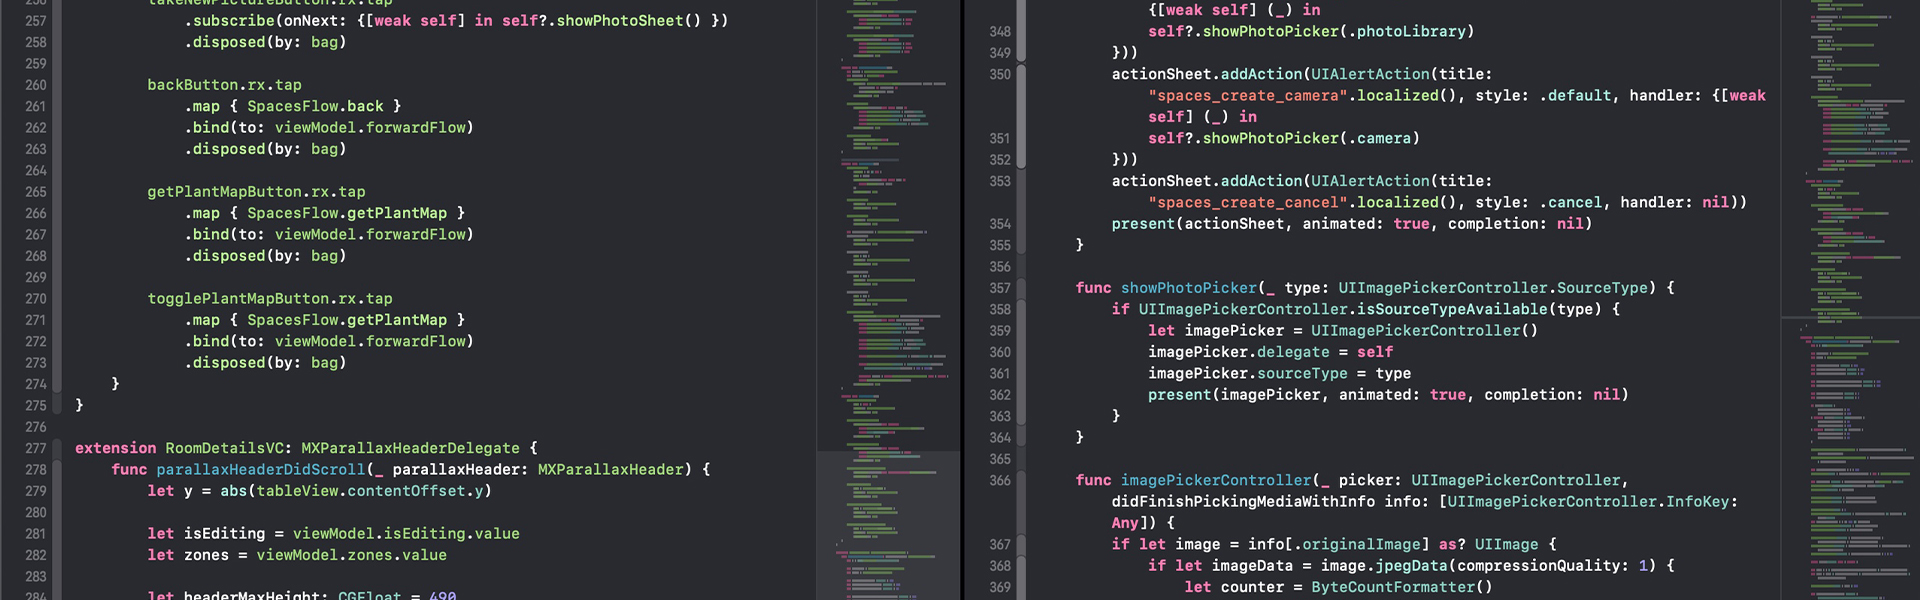 256 takeNewPictureButton.rx.tap
257 .subscribe(onNext: {[weak self] in self?.showPhotoSheet() })
258 .disposed(by: bag)
259
260 backButton.rx.tap
261 .map { SpacesFlow.back }
262 .bind(to: viewModel.forwardFlow)
263 .disposed(by: bag)
264
265 getPlantMapButton.rx.tap
266 .map { SpacesFlow.getPlantMap }
267 .bind(to: viewModel.forwardFlow)
268 .disposed(by: bag)
269
270 togglePlantMapButton.rx.tap
271 .map { SpacesFlow.getPlantMap }
272 .bind(to: viewModel.forwardFlow)
273 .disposed(by: bag)
274 }
275 }
276
277 extension RoomDetailsVC: MXParallaxHeaderDelegate {
278 func parallaxHeaderDidScroll(_ parallaxHeader: MXParallaxHeader) {
279 let y = abs(tableView.contentOffset.y)
280
281 let isEditing = viewModel.isEditing.value
282 let zones = viewModel.zones.value
283
284 let headerMaxHeight: CGFloat = 490
{[weak self] (_) in
348 self?.showPhotoPicker(.photoLibrary)
349 }))
350 actionSheet.addAction(UIAlertAction(title:
"spaces_create_camera".localized(), style: .default, handler: {[weak
self] (_) in
351 self?.showPhotoPicker(.camera)
352 }))
353 actionSheet.addAction(UIAlertAction(title:
"spaces_create_cancel".localized(), style: .cancel, handler: nil))
354 present(actionSheet, animated: true, completion: nil)
355 }
356
357 func showPhotoPicker(_ type: UIImagePickerController.SourceType) {
358 if UIImagePickerController.isSourceTypeAvailable(type) {
359 let imagePicker = UIImagePickerController()
360 imagePicker.delegate = self
361 imagePicker.sourceType = type
362 present(imagePicker, animated: true, completion: nil)
363 }
364 }
365
366 func imagePickerController(_ picker: UIImagePickerController,
didFinishPickingMediaWithInfo info: [UIImagePickerController.InfoKey:
Any]) {
367 if let image = info[.originalImage] as? UIImage {
368 if let imageData = image.jpegData(compressionQuality: 1) {
369 let counter = ByteCountFormatter()